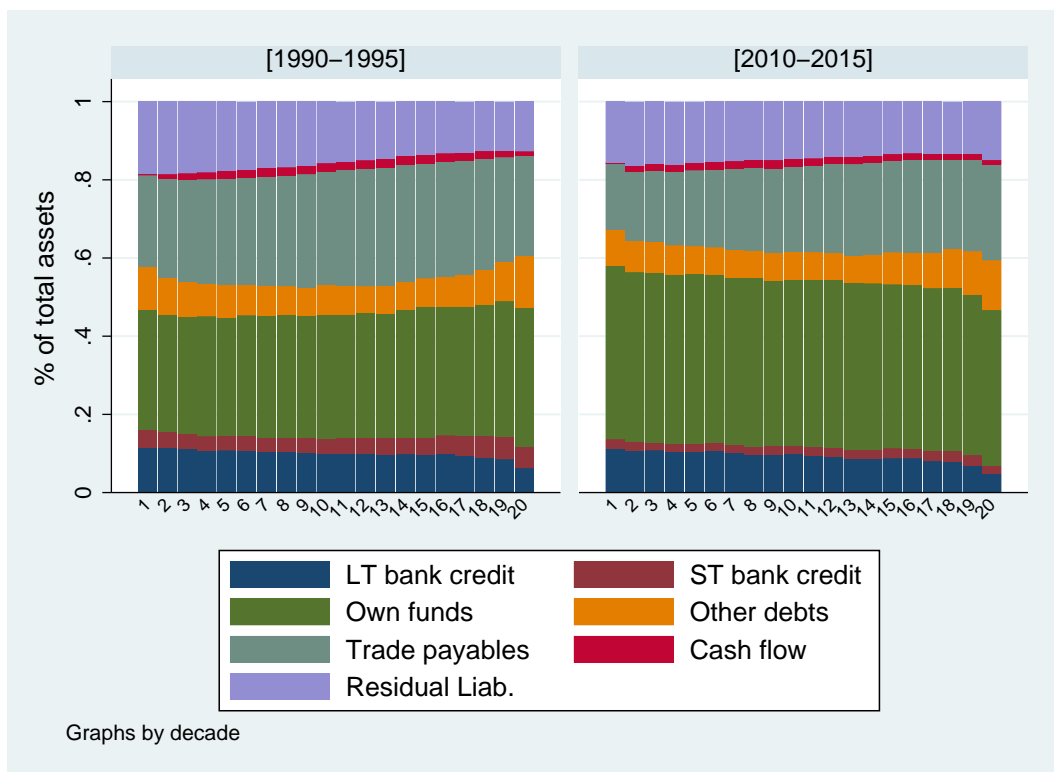 [1990−1995]
[2010−2015]
% of total assets
1
.8
.6
.4
.2
0
1 2 3 4 5 6 7 8 9 10 11 12 13 14 15 16 17 18 19 20
1 2 3 4 5 6 7 8 9 10 11 12 13 14 15 16 17 18 19 20
LT bank credit
ST bank credit
Own funds
Other debts
Trade payables
Cash flow
Residual Liab.
Graphs by decade